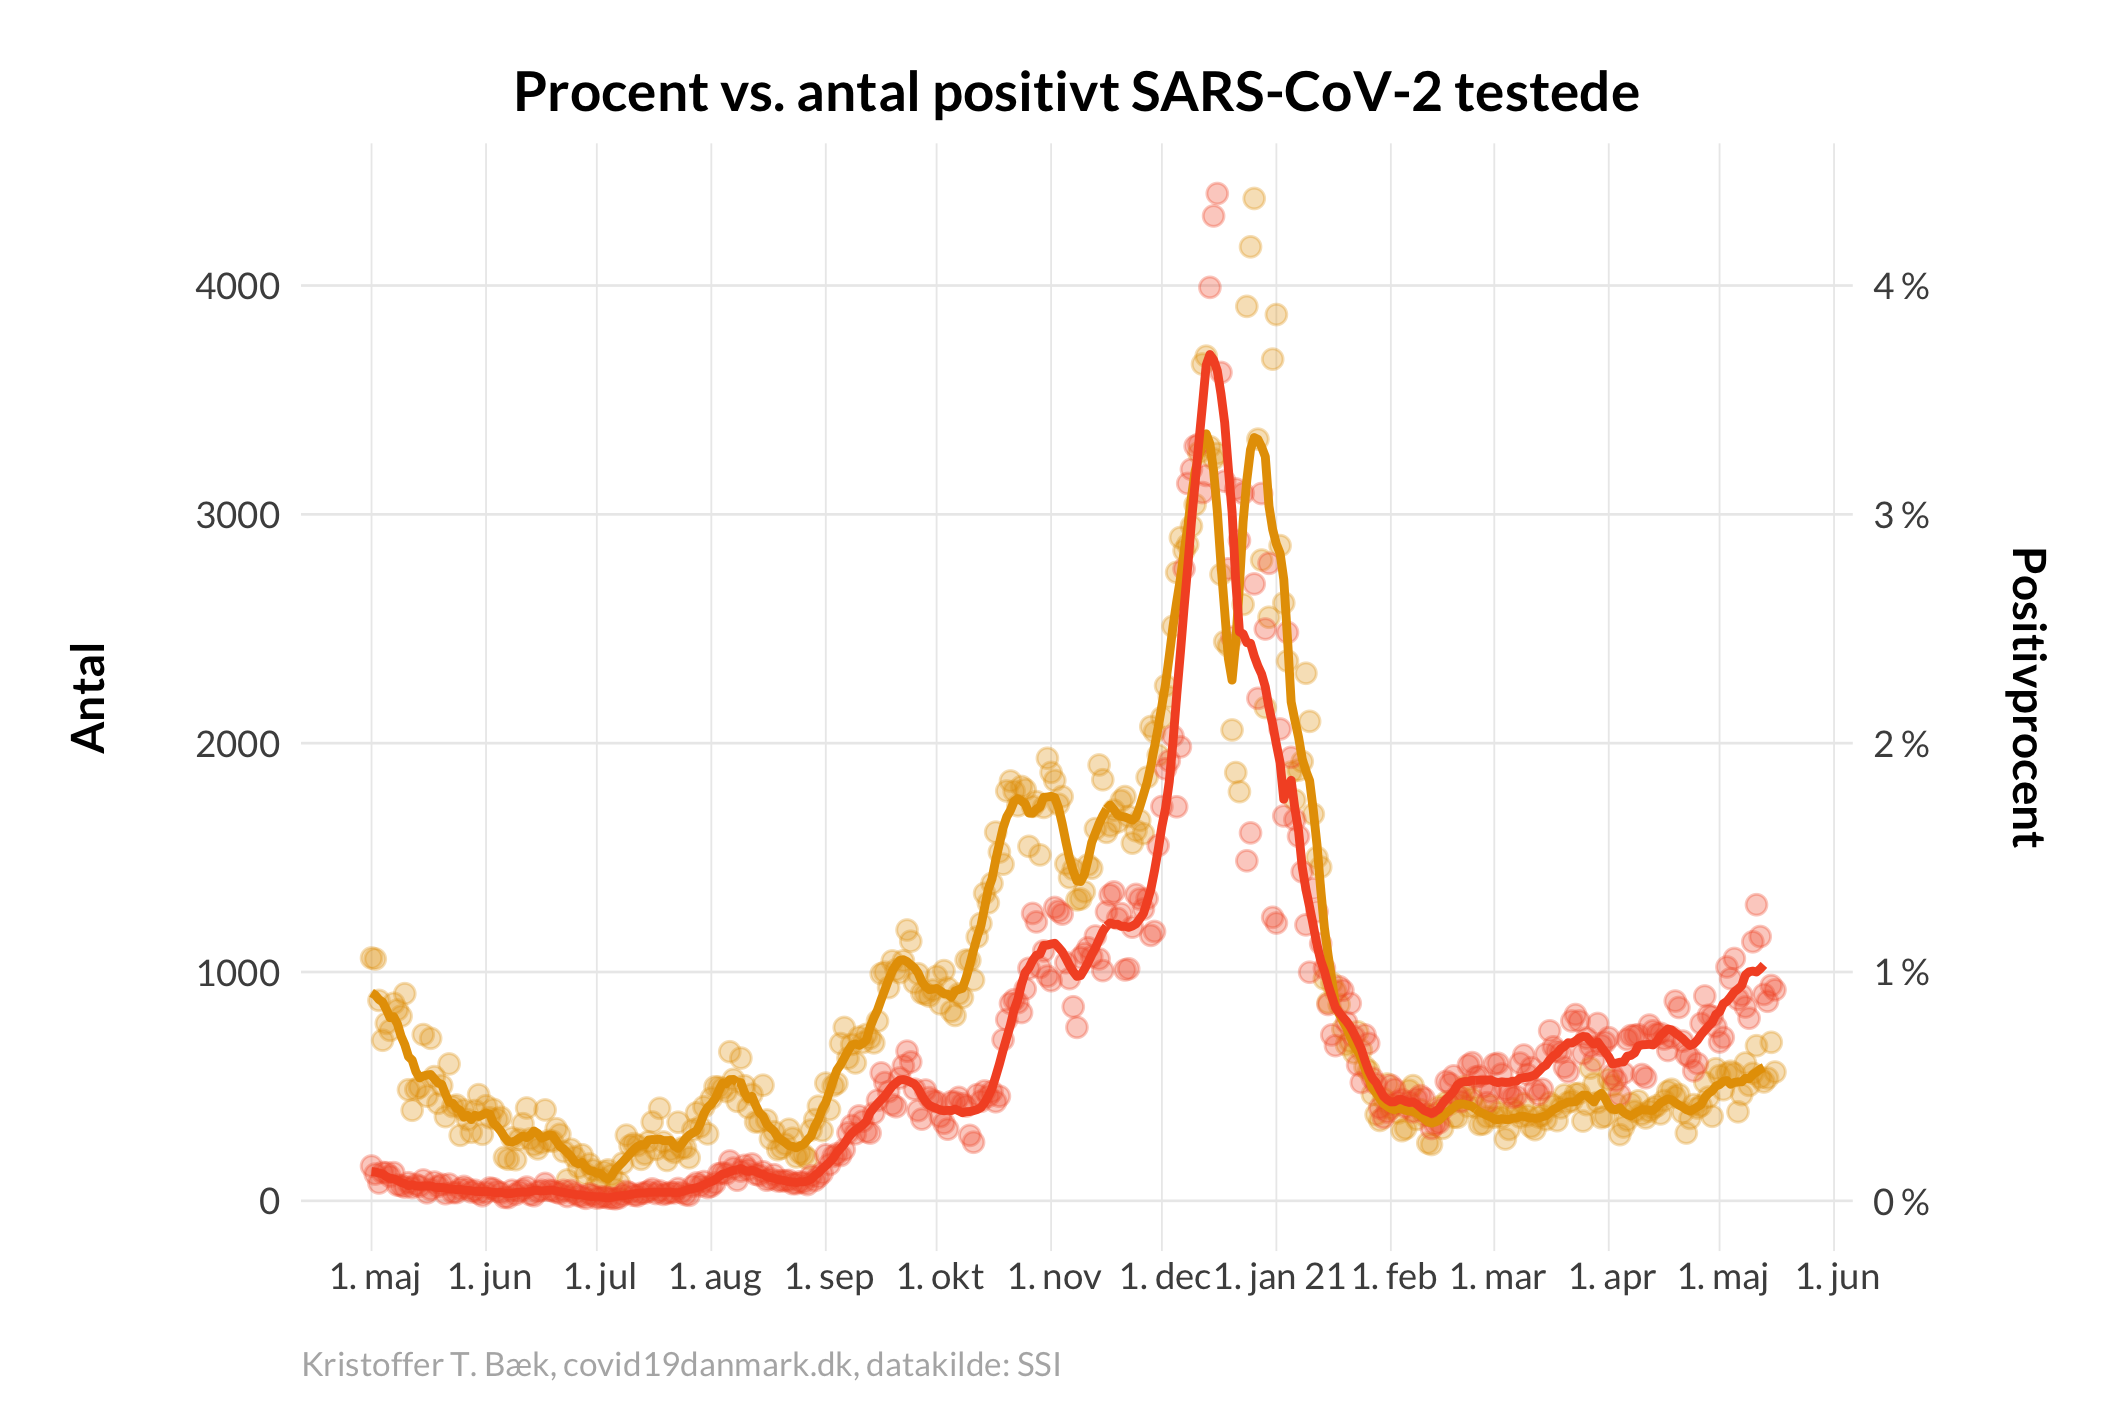 Procent vs. antal positivt SARS-CoV-2 testede
Antal
4000
3000
2000
1000
0
4 %
3 %
2 %
1 %
0 %
Positivprocent
1. maj 1. jun 1. jul 1. aug 1. sep 1. okt 1. nov 1. dec 1. jan 21 1. feb 1. mar 1. apr 1. maj 1. jun
Kristoffer T. Bæk, covid19danmark.dk, datakilde: SSI